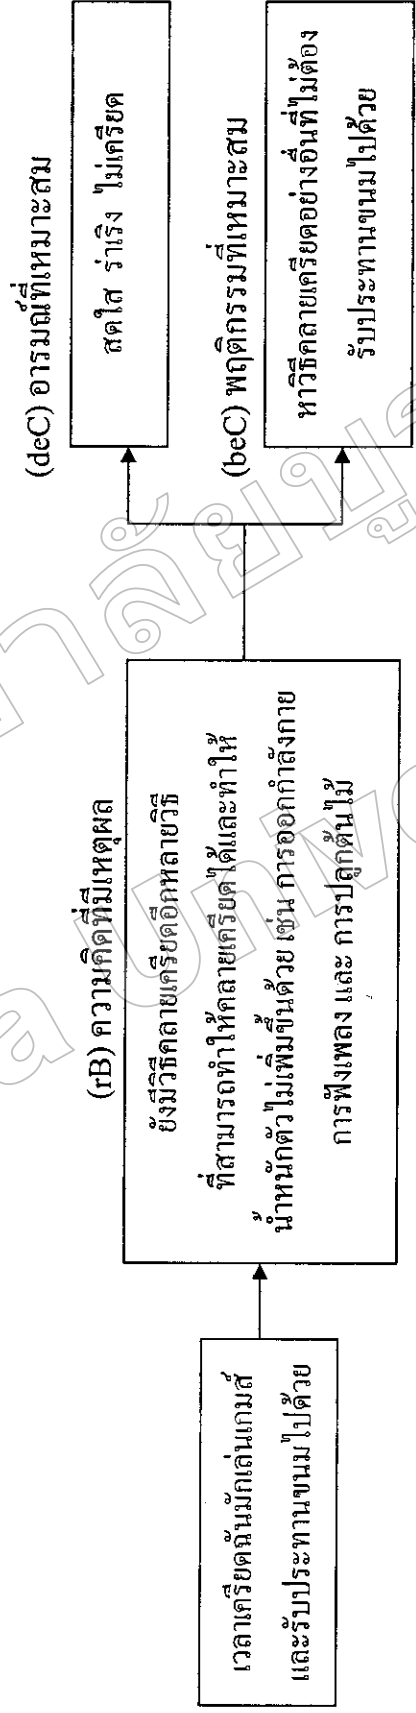 เวลาเครียดฉันมักเล่นเกมส์
และรับประทานขนมไปด้วย
(rB) ความคิดที่มีเหตุผล
ยังมีวิธีคลายเครียดอีกหลายวิธี
ที่สามารถทำให้คลายเครียดได้และทำให้
น้ำหนักตัวไม่เพิ่มขึ้นด้วย เช่น การออกกำลังกาย
การฟังเพลง และ การปลูกต้นไม้
(deC) อารมณ์ที่เหมาะสม
สดใส ร่าเริง ไม่เครียด
(beC) พฤติกรรมที่เหมาะสม
หาวิธีคลายเครียดอย่างอื่นที่ไม่ต้อง
รับประทานขนมไปด้วย